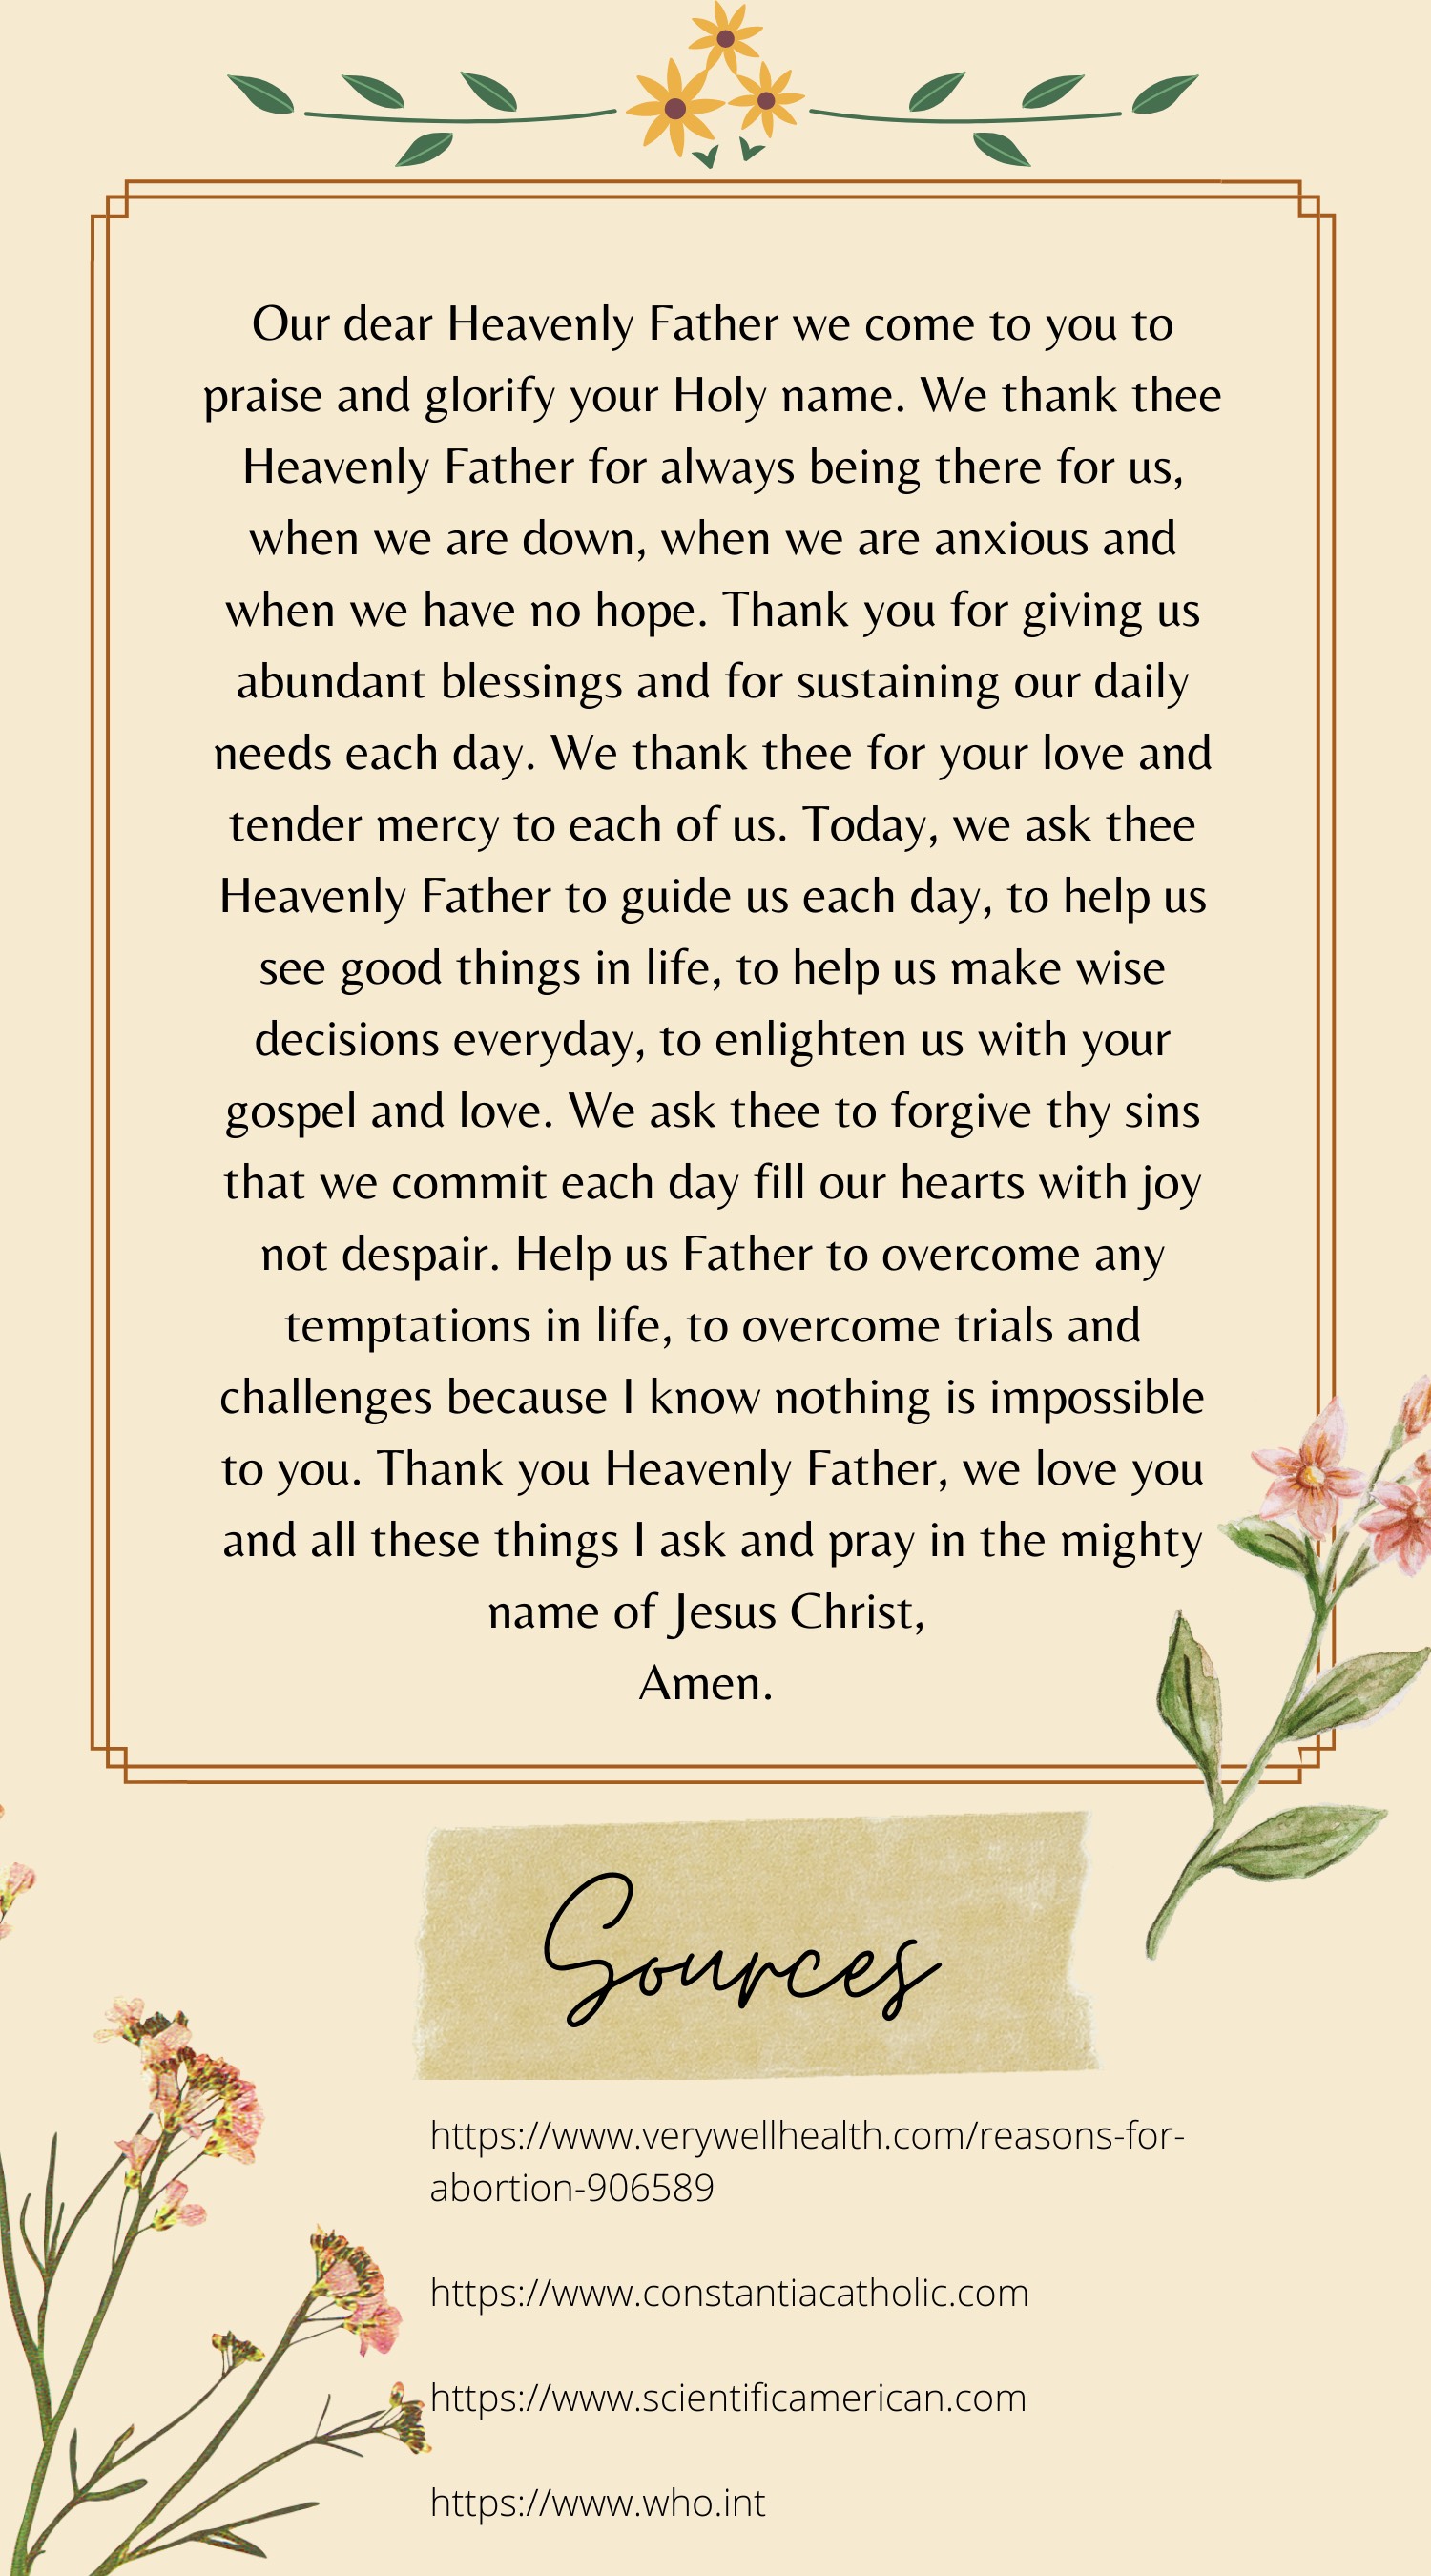 Our dear Heavenly Father we come to you to
praise and glorify your Holy name. We thank thee
Heavenly Father for always being there for us,
when we are down, when we are anxious and
when we have no hope. Thank you for giving us
abundant blessings and for sustaining our daily
needs each day. We thank thee for your love and
tender mercy to each of us. Today, we ask thee
Heavenly Father to guide us each day, to help us
see good things in life, to help us make wise
decisions everyday, to enlighten us with your
gospel and love. We ask thee to forgive thy sins
that we commit each day fill our hearts with joy
not despair. Help us Father to overcome any
temptations in life, to overcome trials and
challenges because I know nothing is impossible
to you. Thank you Heavenly Father, we love you
and all these things I ask and pray in the mighty
name of Jesus Christ,
Amen.
Sources
https://www.verywellhealth.com/reasons-for-
abortion-906589
https://www.constantiacatholic.com
https://www.scientificamerican.com
https://www.who.int